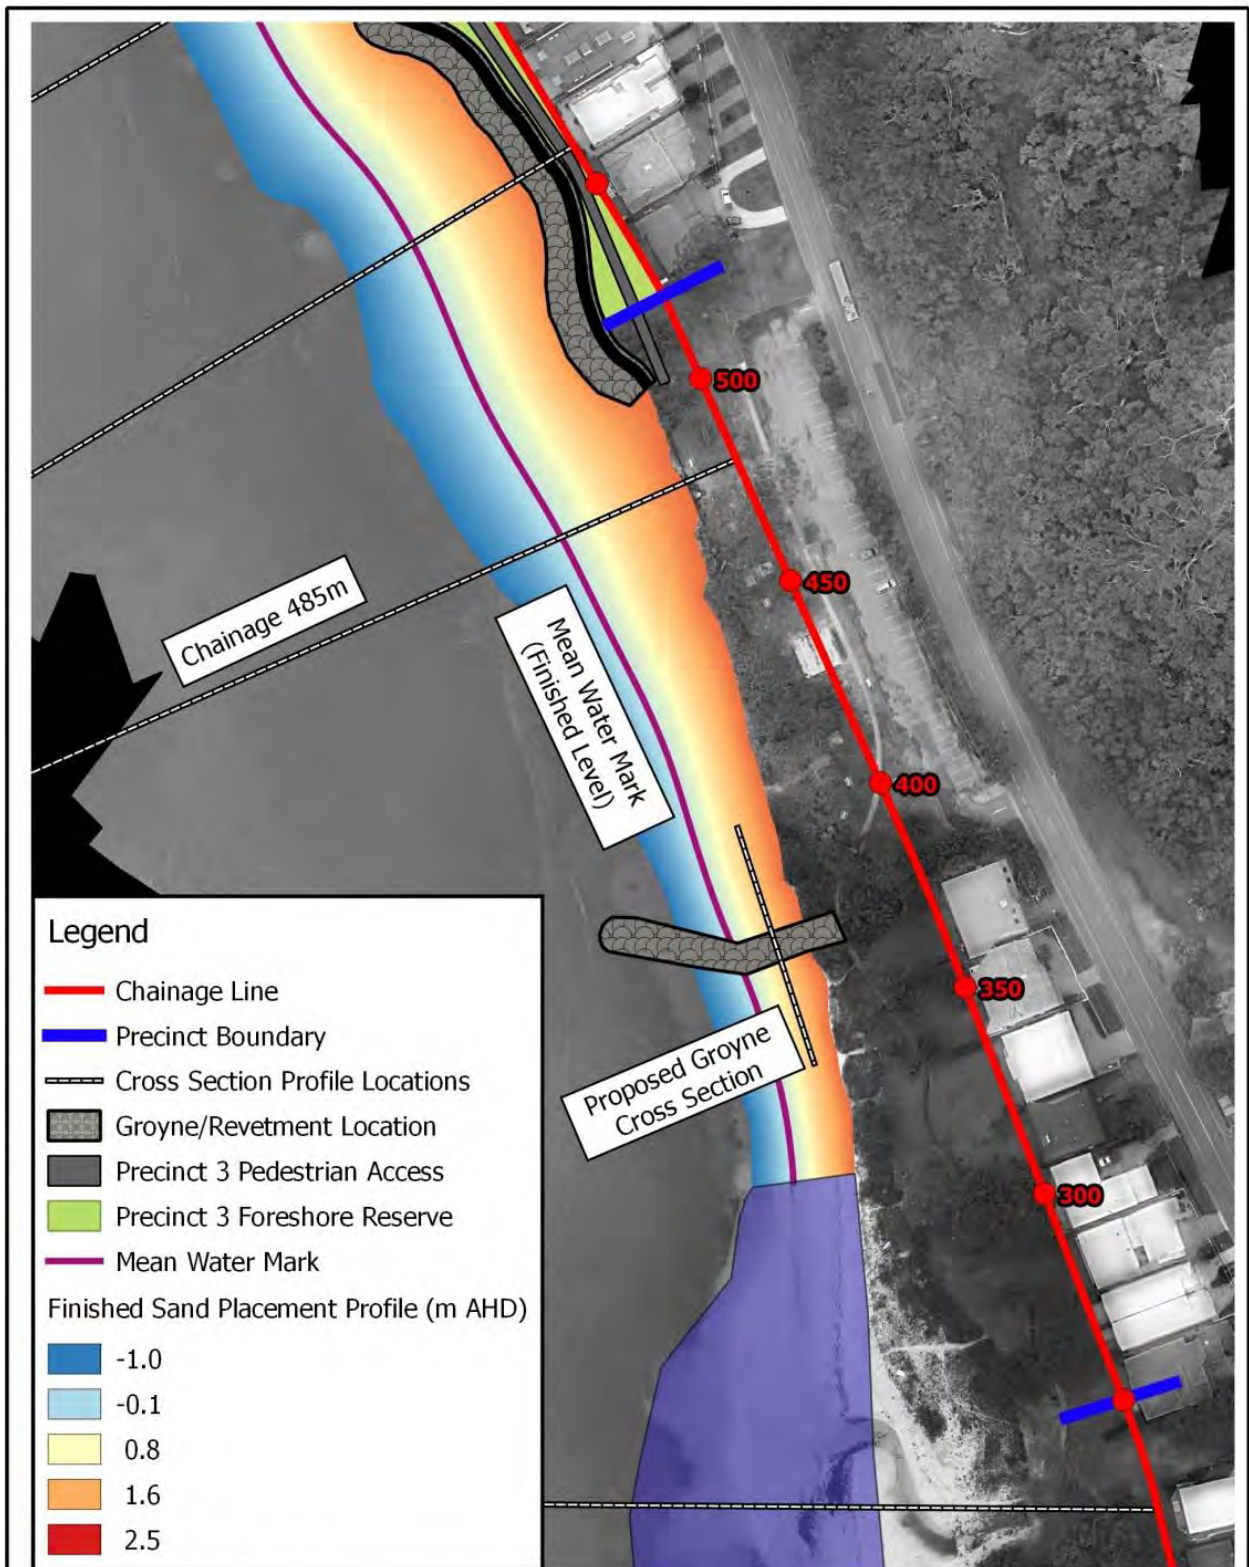 500
450
Chainage 485m
Mean Water Mark
(Finished Level)
400
350
Proposed Groyne
Cross Section
300
Legend
Chainage Line
Precinct Boundary
Cross Section Profile Locations
Groyne/Revetment Location
Precinct 3 Pedestrian Access
Precinct 3 Foreshore Reserve
Mean Water Mark
Finished Sand Placement Profile (m AHD)
-1.0
-0.1
0.8
1.6
2.5